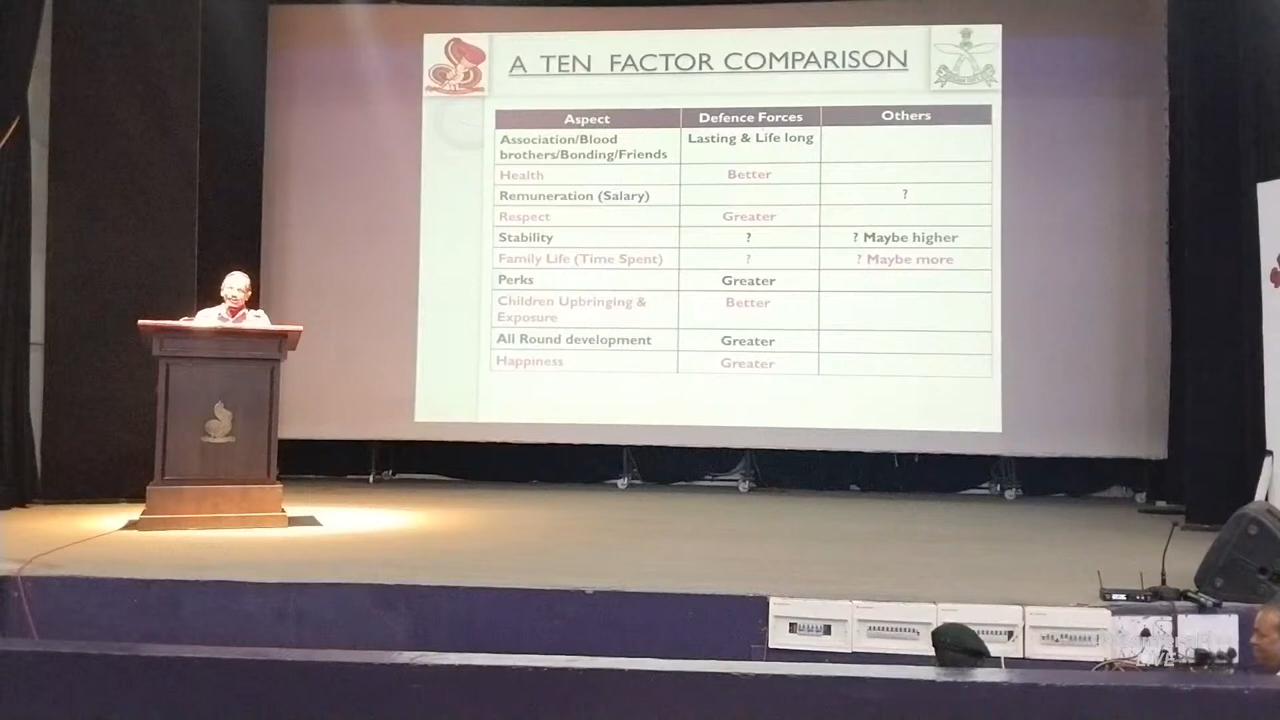 A TEN FACTOR COMPARISON
Aspect Defence Forces Others
Association/Blood brothers/Bonding/Friends Lasting & Life long
Health Better
Remuneration (Salary) ?
Respect Greater
Stability ? ? Maybe higher
Family Life (Time Spent) ? ? Maybe more
Perks Greater
Children Upbringing & Exposure Better
All Round development Greater
Happiness Greater